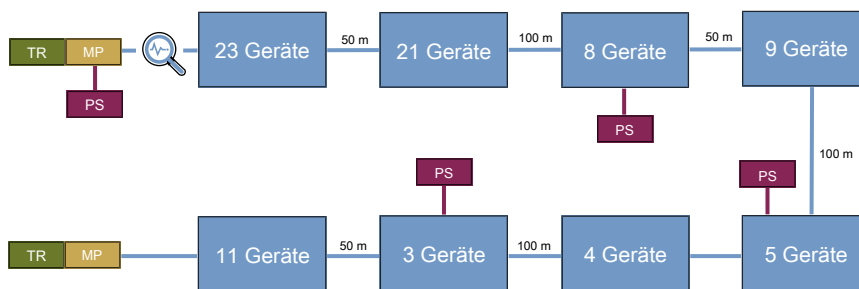 TR MP 23 Geräte 50 m 21 Geräte 100 m 8 Geräte 50 m 9 Geräte
PS
PS
100 m
PS
PS
TR MP 11 Geräte 50 m 3 Geräte 100 m 4 Geräte 5 Geräte